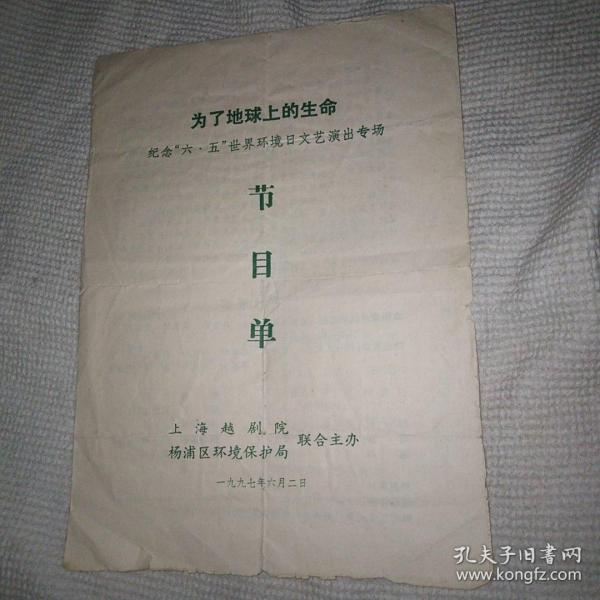 为了地球上的生命
纪念“六·五”世界环境日文艺演出专场
节
目
单
上海越剧院
杨浦区环境保护局
联合主办
一九九七年六月二日
孔夫子旧書网
www.kongfz.com